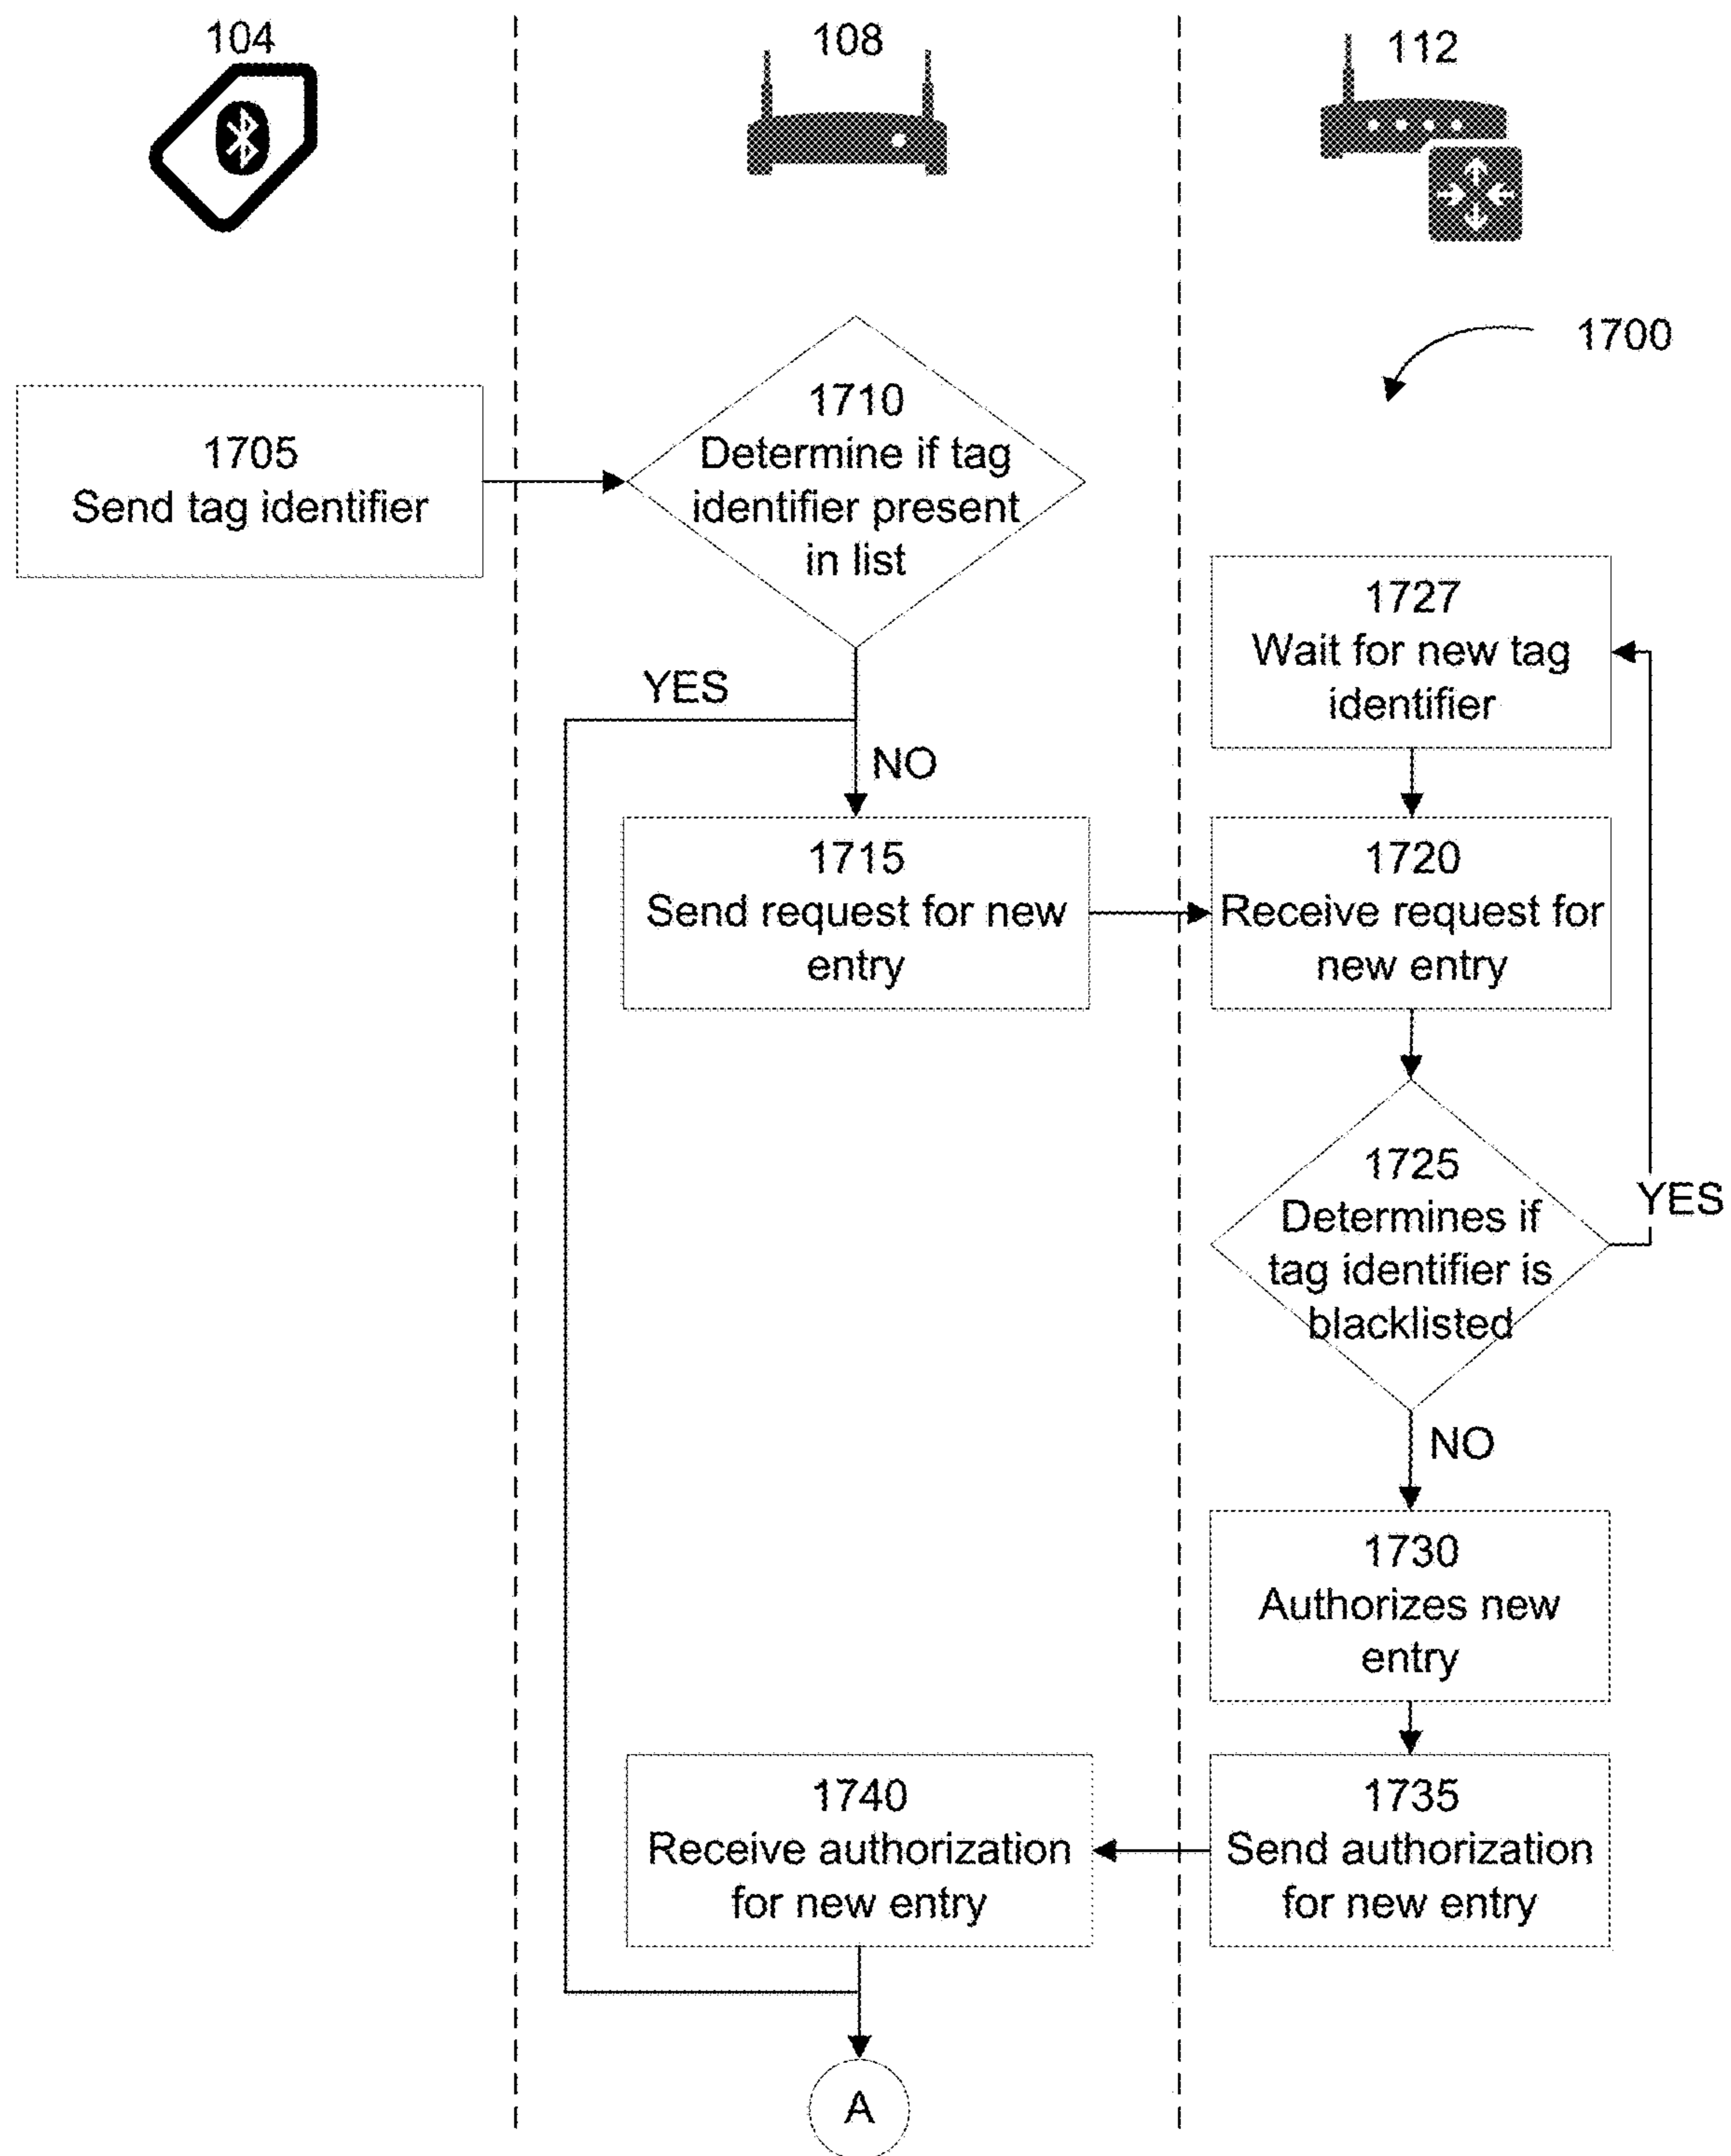 104
108
112
1700
1705
Send tag identifier
1710
Determine if tag
identifier present
in list
1727
Wait for new tag
identifier
YES
NO
1715
Send request for new
entry
1720
Receive request for
new entry
1725
Determines if
tag identifier is
blacklisted
YES
NO
1730
Authorizes new
entry
1740
Receive authorization
for new entry
1735
Send authorization
for new entry
A